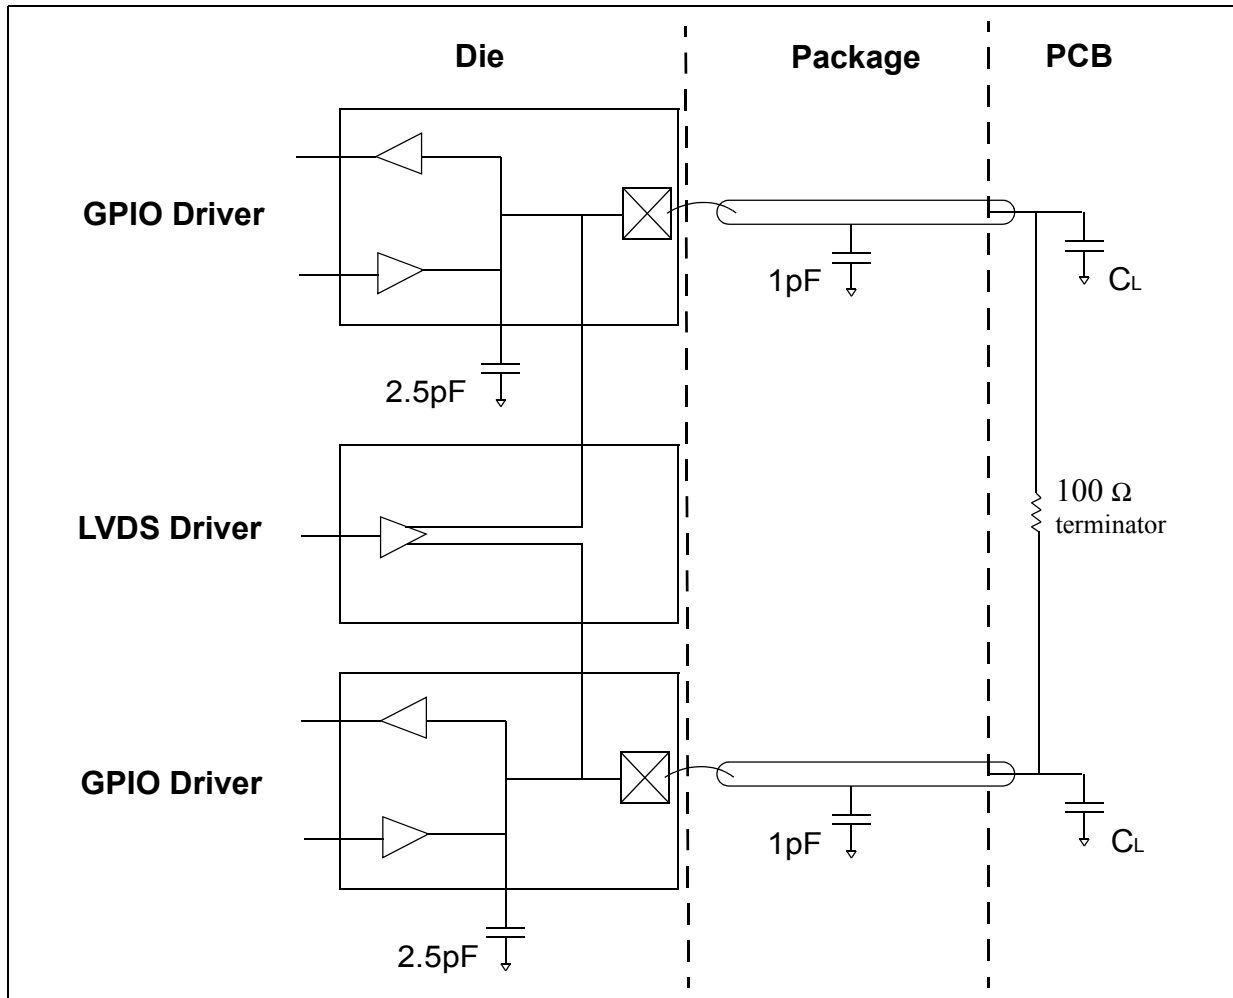 Die
Package
PCB
GPIO Driver
1pF
CL
2.5pF
LVDS Driver
100 Ω
terminator
GPIO Driver
1pF
CL
2.5pF